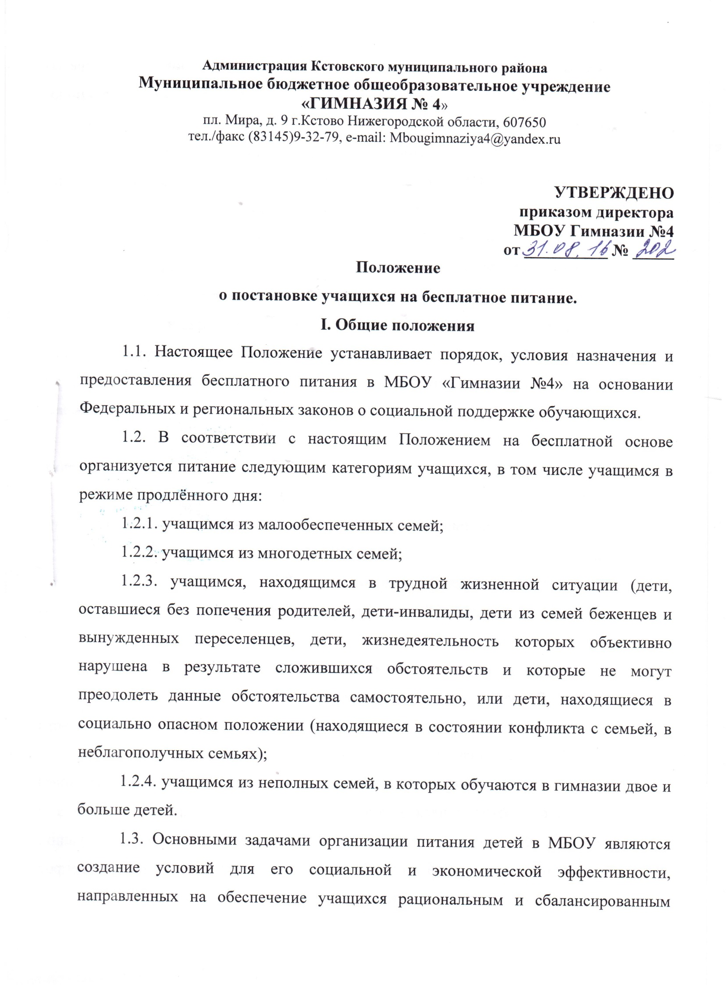 Администрация Кстовского муниципального района
Муниципальное бюджетное общеобразовательное учреждение
«ГИМНАЗИЯ № 4»
пл. Мира, д. 9 г.Кстово Нижегородской области, 607650
тел./факс (83145)9-32-79, e-mail: Mbougimnaziya4@yandex.ru
УТВЕРЖДЕНО
приказом директора
МБОУ Гимназии №4
от 31.08.16 № 202
Положение
о постановке учащихся на бесплатное питание.
I. Общие положения
1.1. Настоящее Положение устанавливает порядок, условия назначения и
предоставления бесплатного питания в МБОУ «Гимназии №4» на основании
Федеральных и региональных законов о социальной поддержке обучающихся.
1.2. В соответствии с настоящим Положением на бесплатной основе
организуется питание следующим категориям учащихся, в том числе учащимся в
режиме продлённого дня:
1.2.1. учащимся из малообеспеченных семей;
1.2.2. учащимся из многодетных семей;
1.2.3. учащимся, находящимся в трудной жизненной ситуации (дети,
оставшиеся без попечения родителей, дети-инвалиды, дети из семей беженцев и
вынужденных переселенцев, дети, жизнедеятельность которых объективно
нарушена в результате сложившихся обстоятельств и которые не могут
преодолеть данные обстоятельства самостоятельно, или дети, находящиеся в
социально опасном положении (находящиеся в состоянии конфликта с семьей, в
неблагополучных семьях);
1.2.4. учащимся из неполных семей, в которых обучаются в гимназии двое и
больше детей.
1.3. Основными задачами организации питания детей в МБОУ являются
создание условий для его социальной и экономической эффективности,
направленных на обеспечение учащихся рациональным и сбалансированным